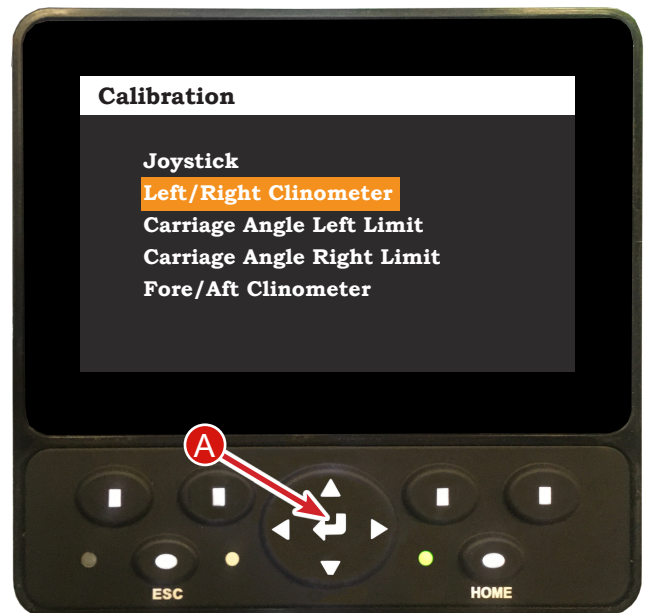 Calibration
Joystick
Left/Right Clinometer
Carriage Angle Left Limit
Carriage Angle Right Limit
Fore/Aft Clinometer
A
ESC
HOME